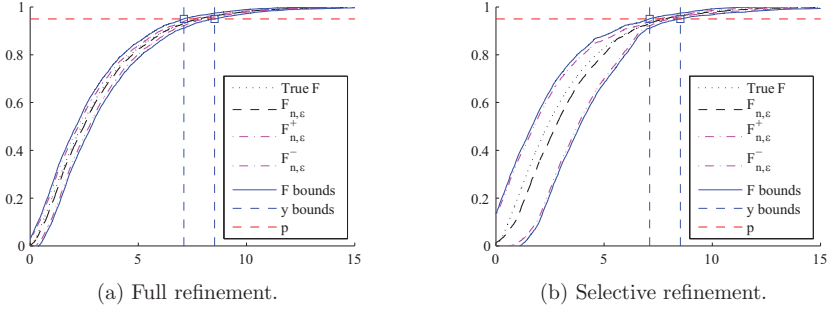 1
0.8
0.6
0.4
0.2
0
0 5 10 15
True F
F n,ε
F + n,ε
F − n,ε
F bounds
y bounds
p
(a) Full refinement.
1
0.8
0.6
0.4
0.2
0
0 5 10 15
True F
F n,ε
F + n,ε
F − n,ε
F bounds
y bounds
p
(b) Selective refinement.